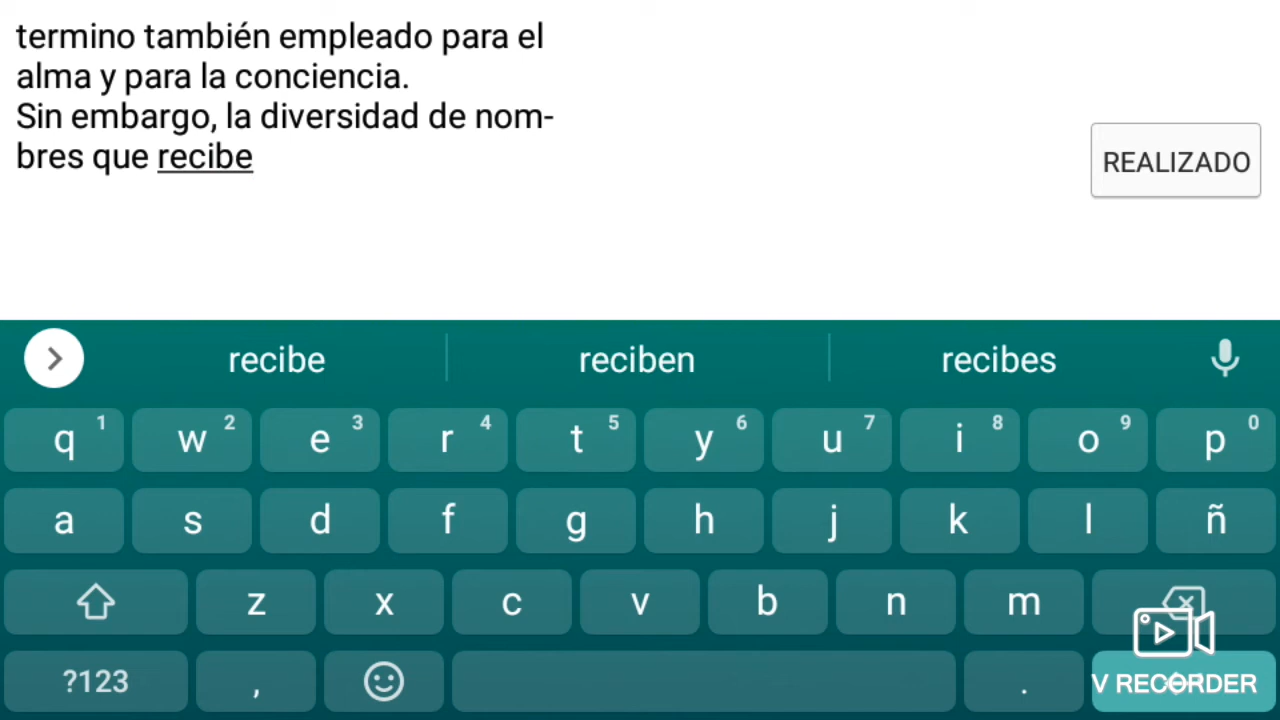 termino también empleado para el
alma y para la conciencia.
Sin embargo, la diversidad de nom-
bres que recibe
REALIZADO
recibe reciben recibes
q 1 w 2 e 3 r 4 t 5 y 6 u 7 i 8 o 9 p 0
a s d f g h j k l ñ
z x c v b n m
?123 , .
V RECORDER